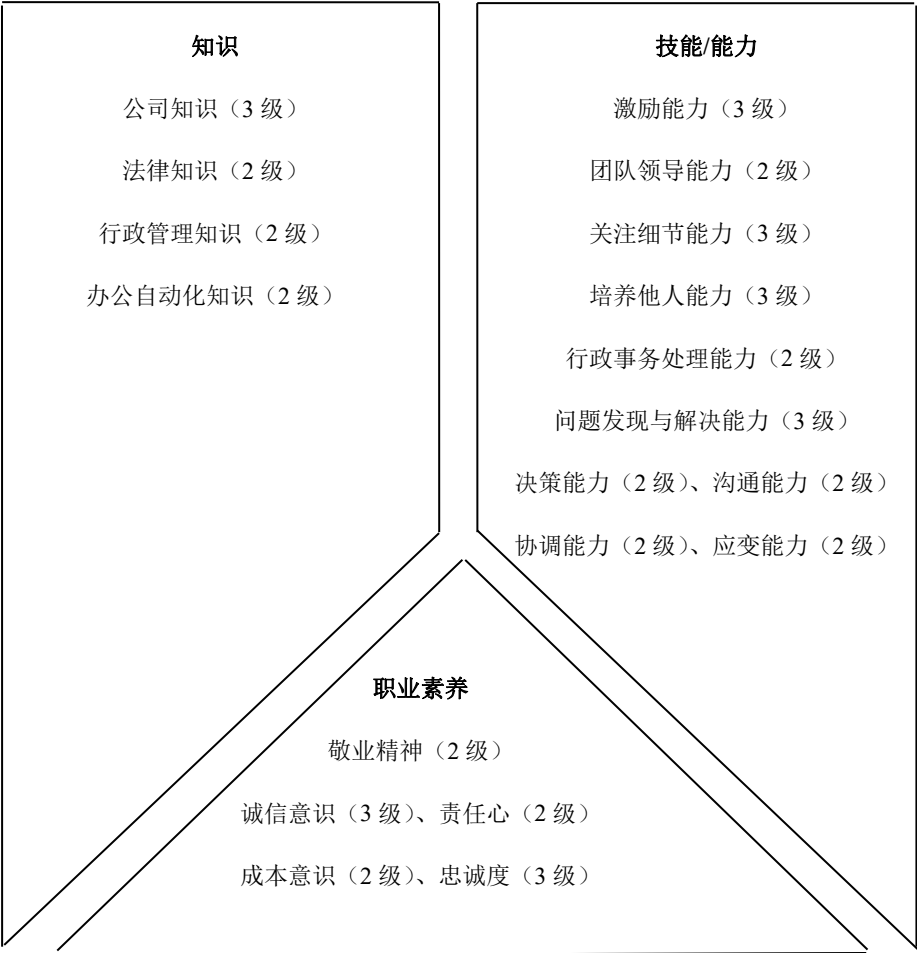 知识
公司知识（3 级）
法律知识（2 级）
行政管理知识（2 级）
办公自动化知识（2 级）
技能/能力
激励能力（3 级）
团队领导能力（2 级）
关注细节能力（3 级）
培养他人能力（3 级）
行政事务处理能力（2 级）
问题发现与解决能力（3 级）
决策能力（2 级）、沟通能力（2 级）
协调能力（2 级）、应变能力（2 级）
职业素养
敬业精神（2 级）
诚信意识（3 级）、责任心（2 级）
成本意识（2 级）、忠诚度（3 级）